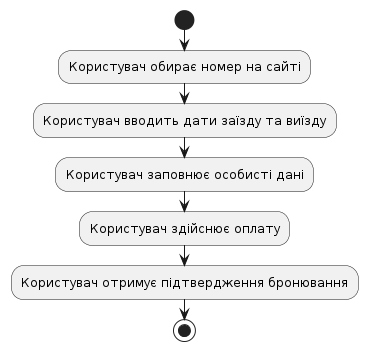 Користувач обирає номер на сайті
Користувач вводить дати заїзду та виїзду
Користувач заповнює особисті дані
Користувач здійснює оплату
Користувач отримує підтвердження бронювання